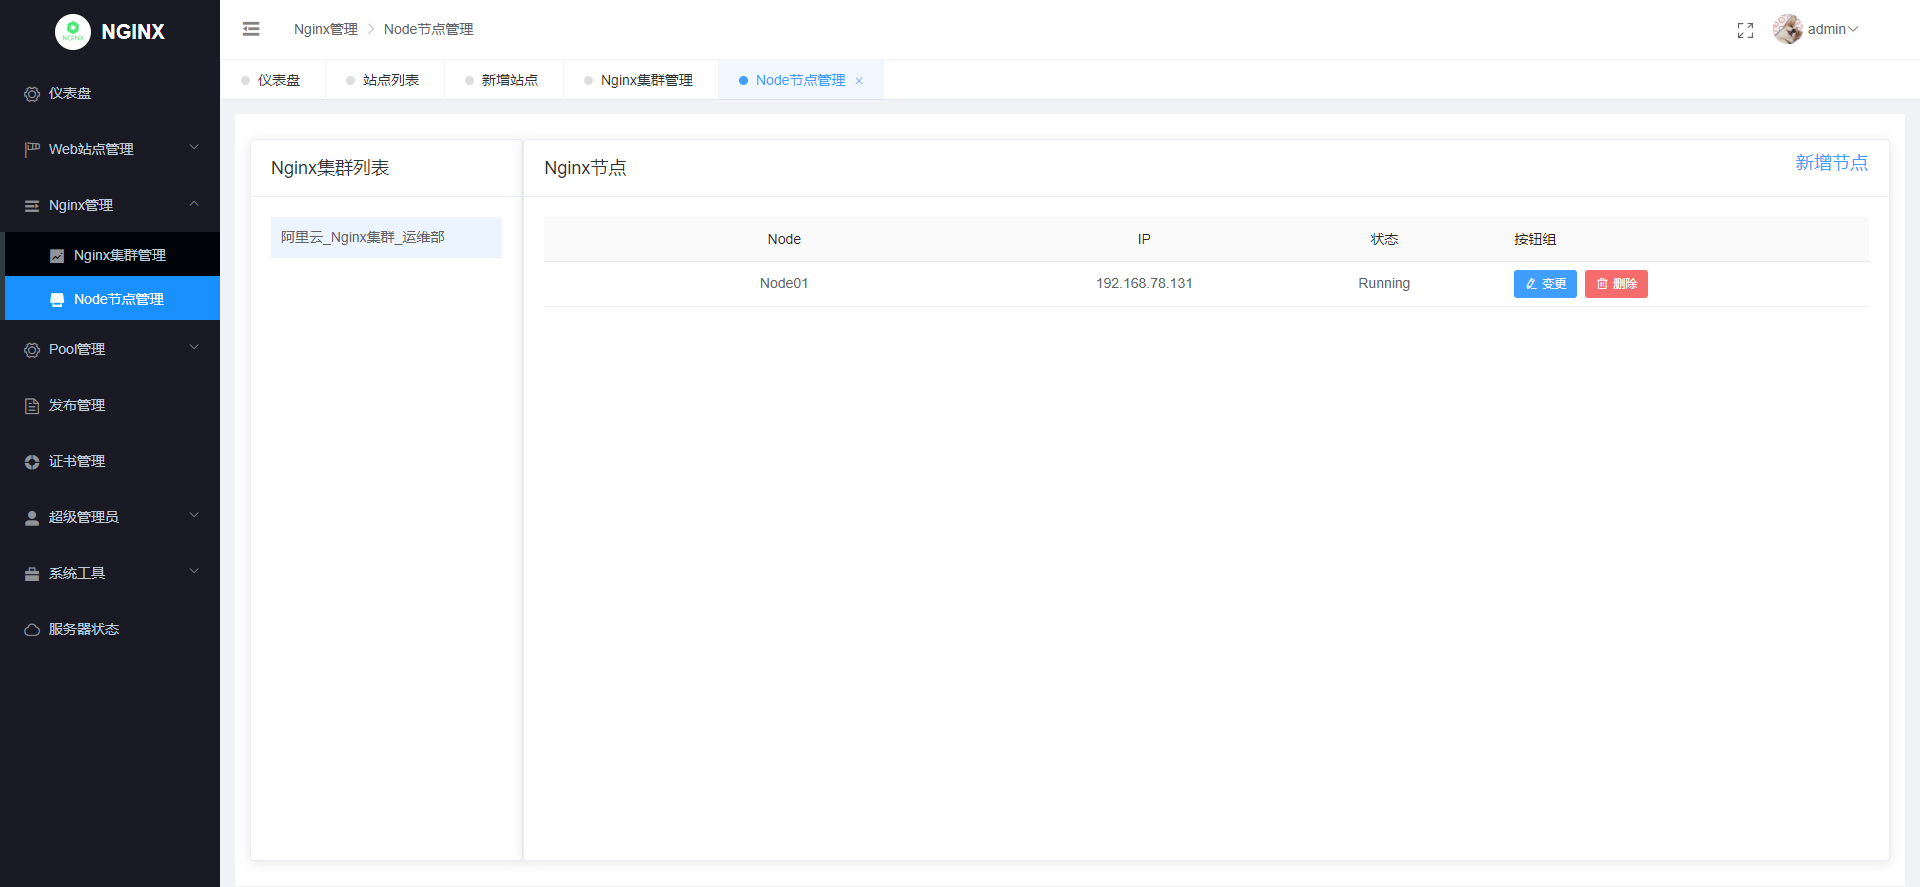 NGINX
仪表盘
Web站点管理
Nginx管理
Nginx集群管理
Node节点管理
Pool管理
发布管理
证书管理
超级管理员
系统工具
服务器状态
Nginx管理 > Node节点管理
admin
仪表盘 站点列表 新增站点 Nginx集群管理 Node节点管理 ×
Nginx集群列表
阿里云_Nginx集群_运维部
Nginx节点 新增节点
Node IP 状态 按钮组
Node01 192.168.78.131 Running 变更 删除